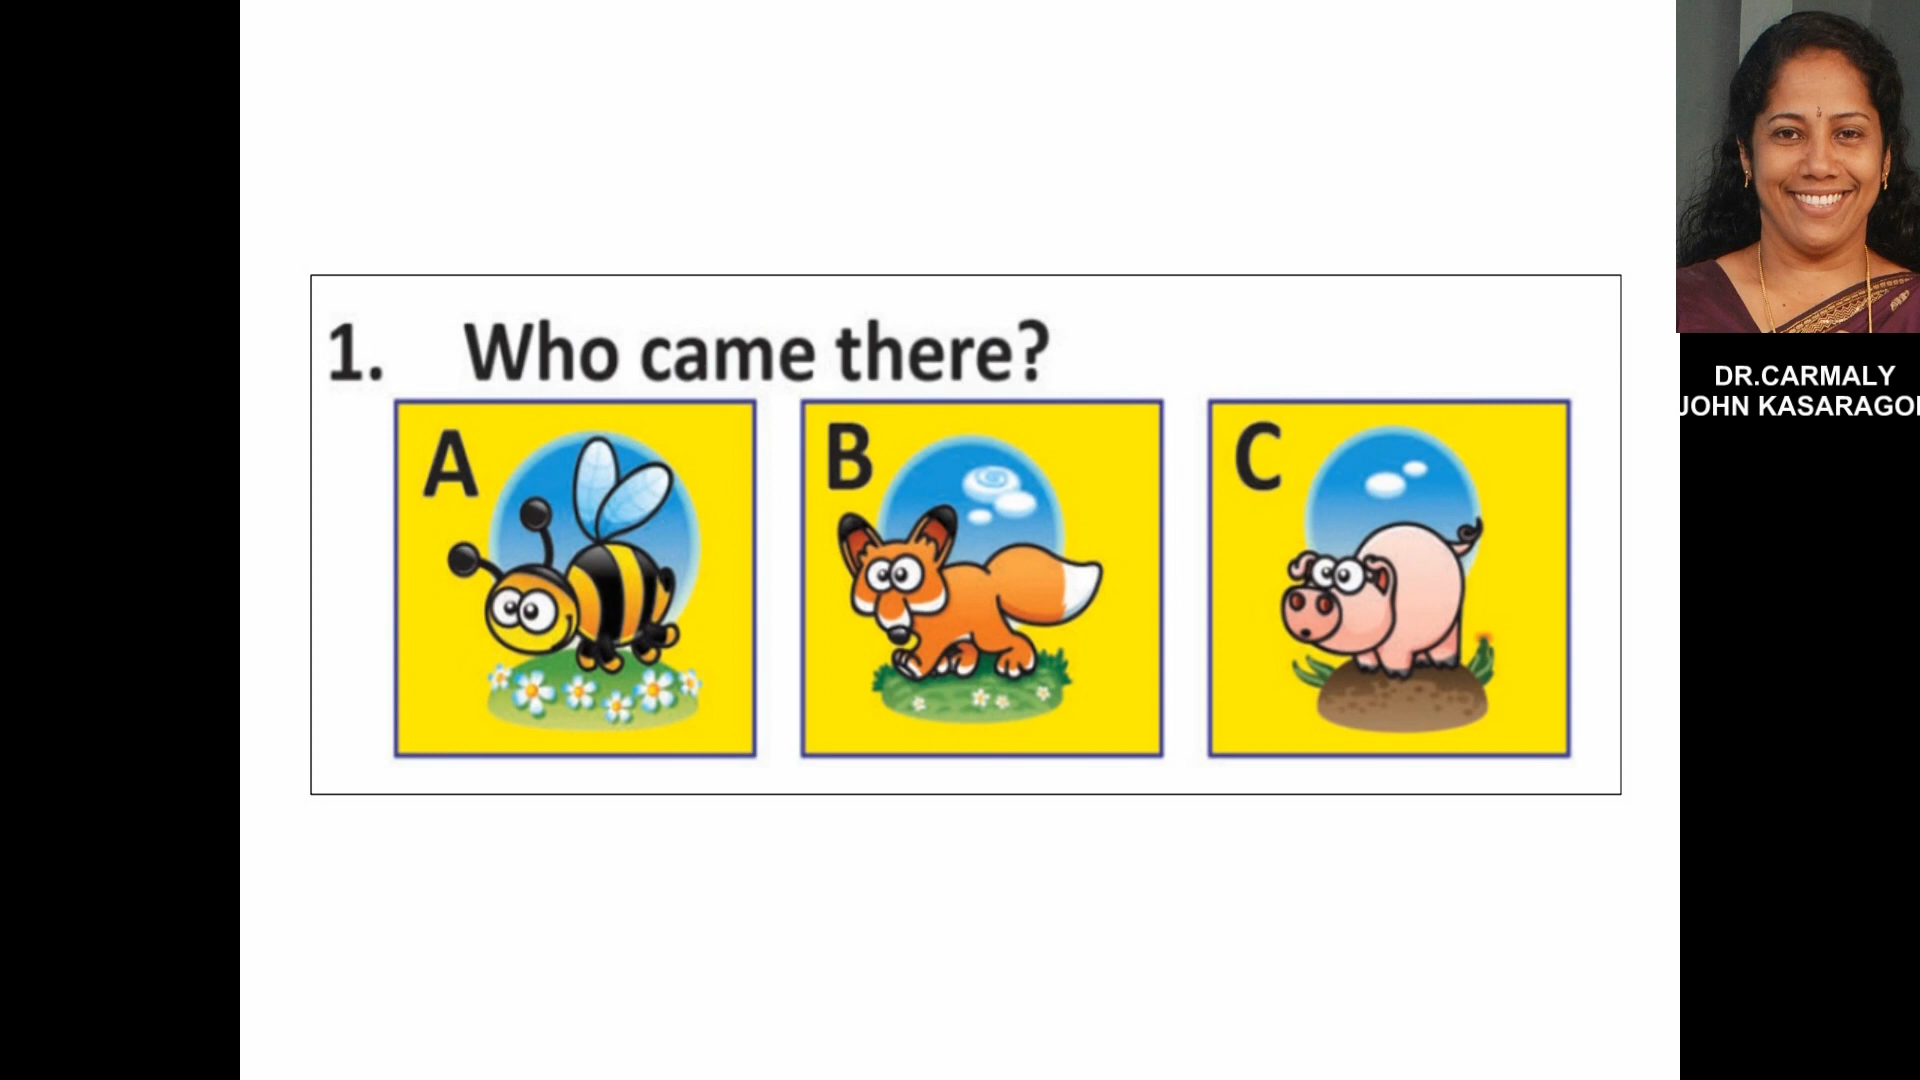 1. Who came there?
A
B
C
DR.CARMALY
JOHN KASARAGO